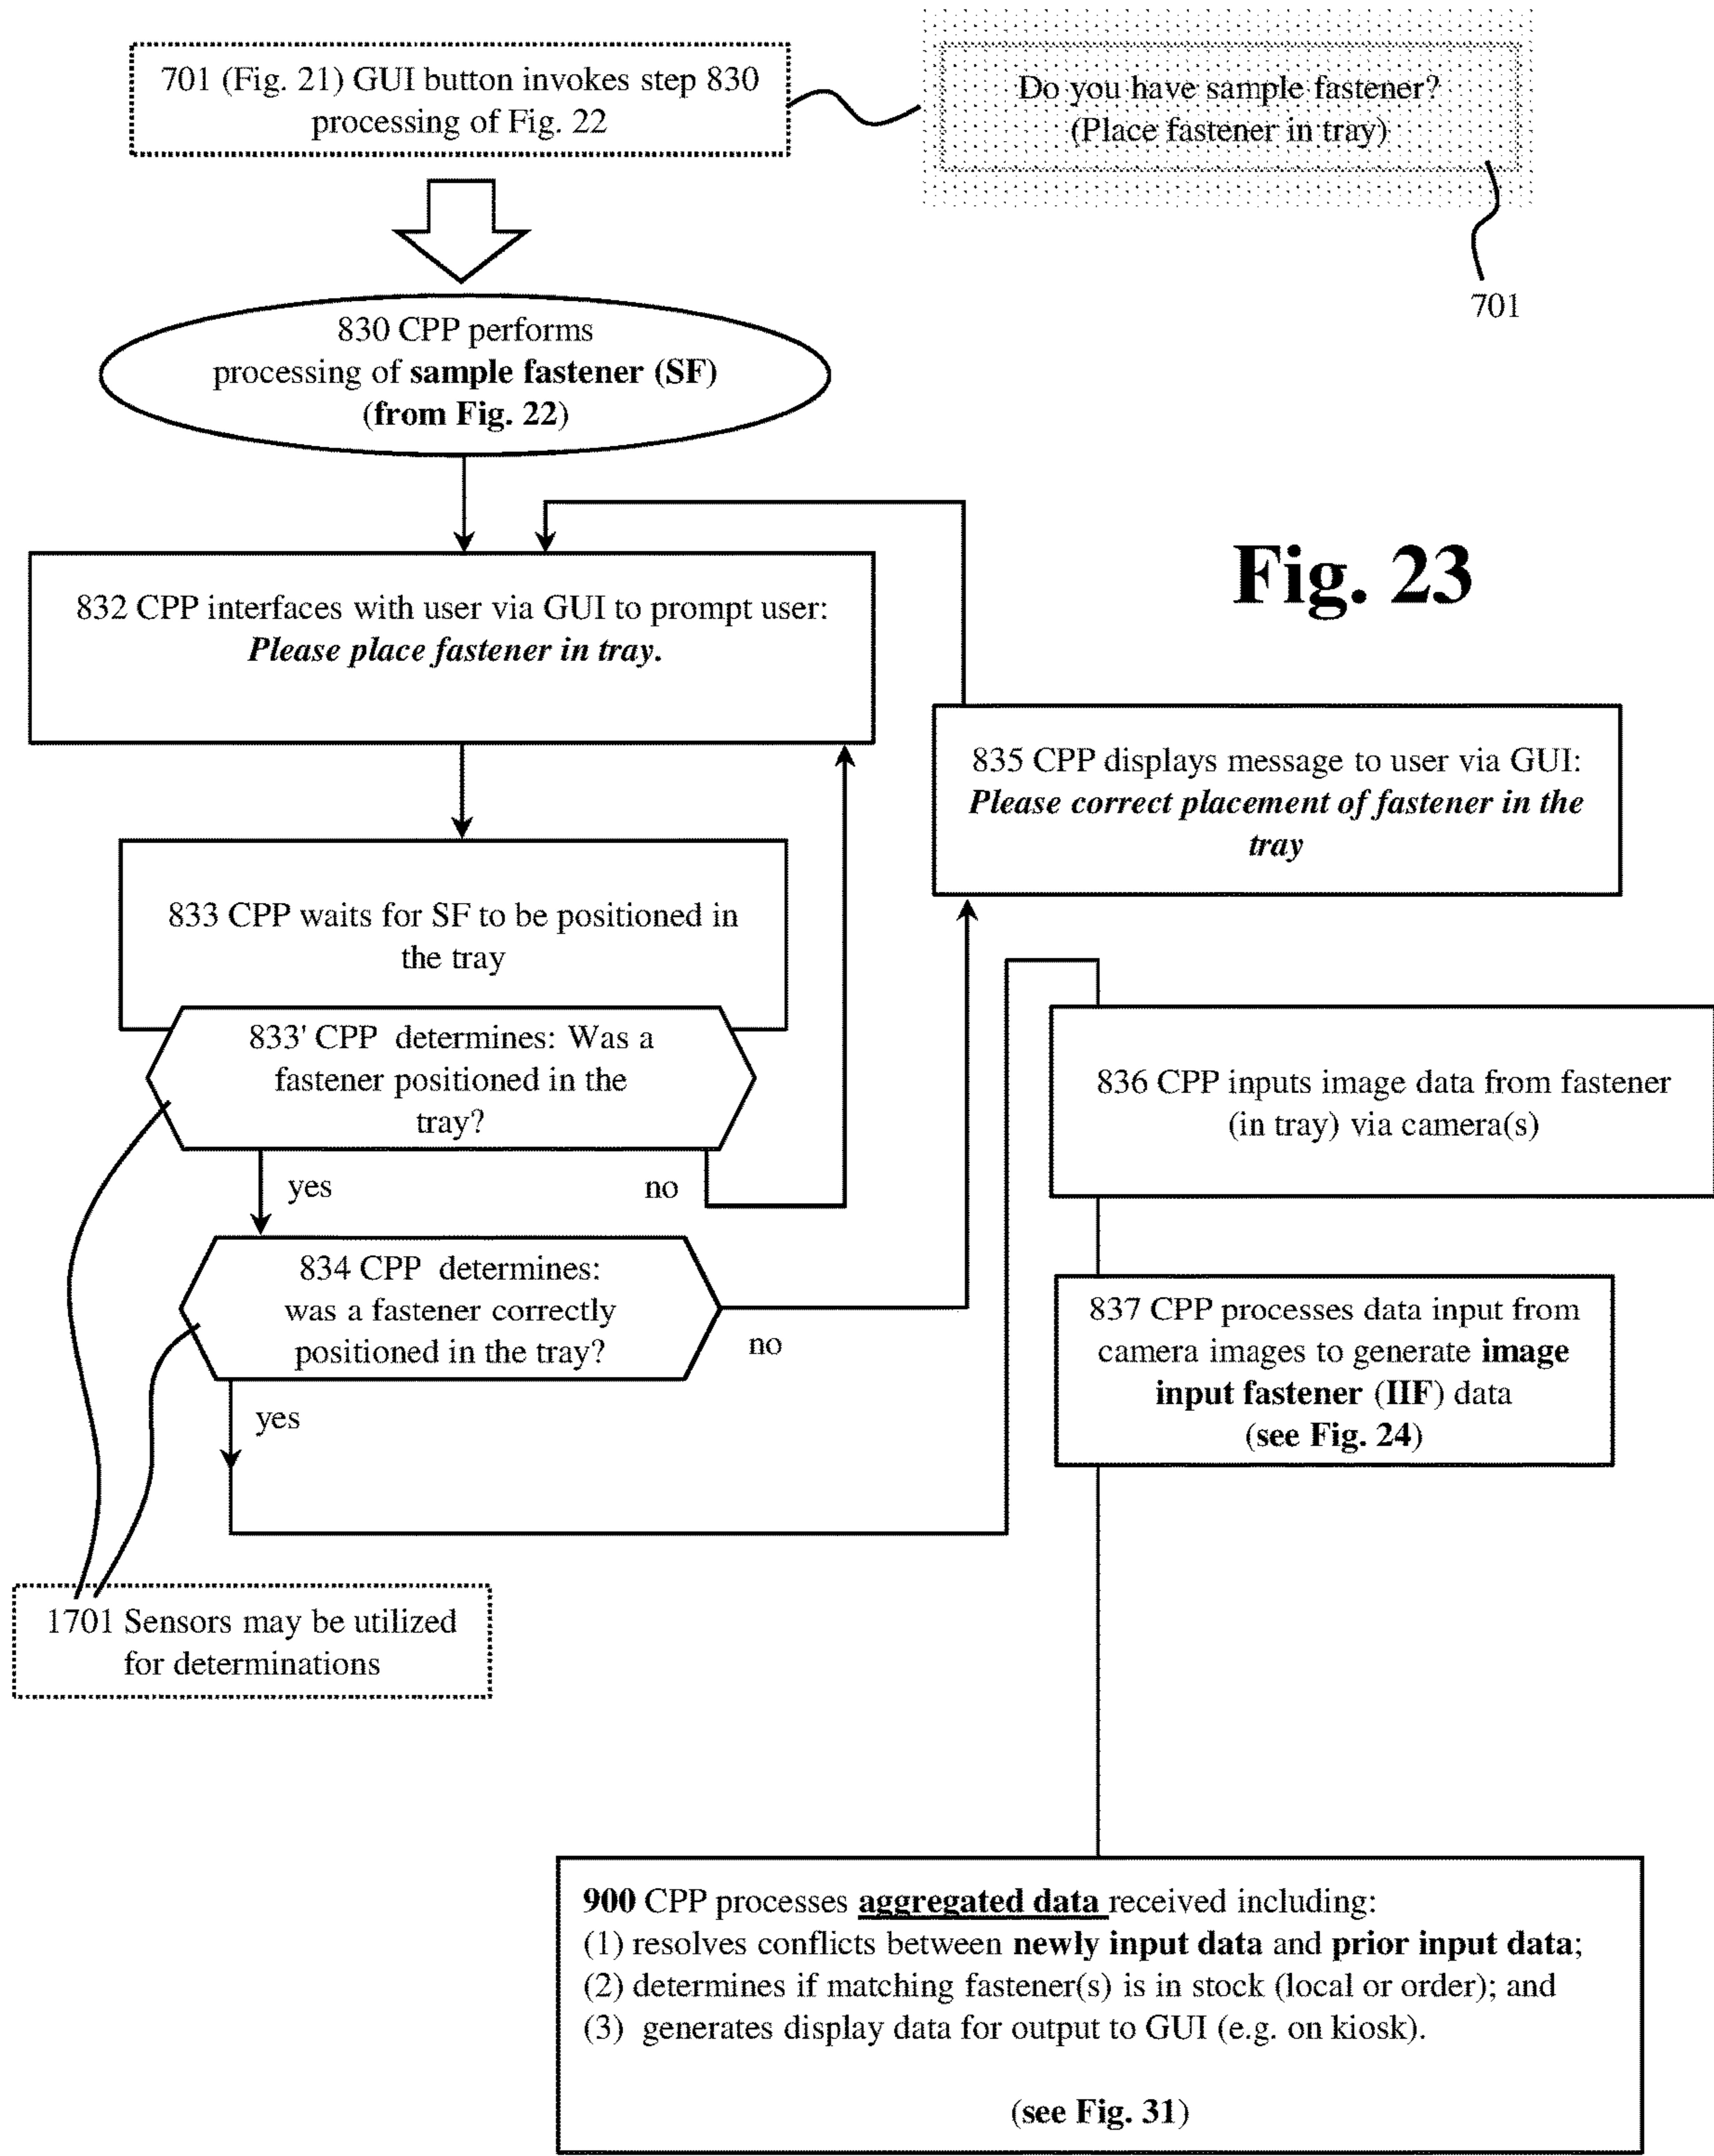 701 (Fig. 21) GUI button invokes step 830
processing of Fig. 22
Do you have sample fastener?
(Place fastener in tray)
701
830 CPP performs
processing of sample fastener (SF)
(from Fig. 22)
Fig. 23
832 CPP interfaces with user via GUI to prompt user:
Please place fastener in tray.
835 CPP displays message to user via GUI:
Please correct placement of fastener in the
tray
833 CPP waits for SF to be positioned in
the tray
833' CPP determines: Was a
fastener positioned in the
tray?
836 CPP inputs image data from fastener
(in tray) via camera(s)
yes
no
834 CPP determines:
was a fastener correctly
positioned in the tray?
no
yes
837 CPP processes data input from
camera images to generate image
input fastener (IIF) data
(see Fig. 24)
1701 Sensors may be utilized
for determinations
900 CPP processes aggregated data received including:
(1) resolves conflicts between newly input data and prior input data;
(2) determines if matching fastener(s) is in stock (local or order); and
(3) generates display data for output to GUI (e.g. on kiosk).
(see Fig. 31)